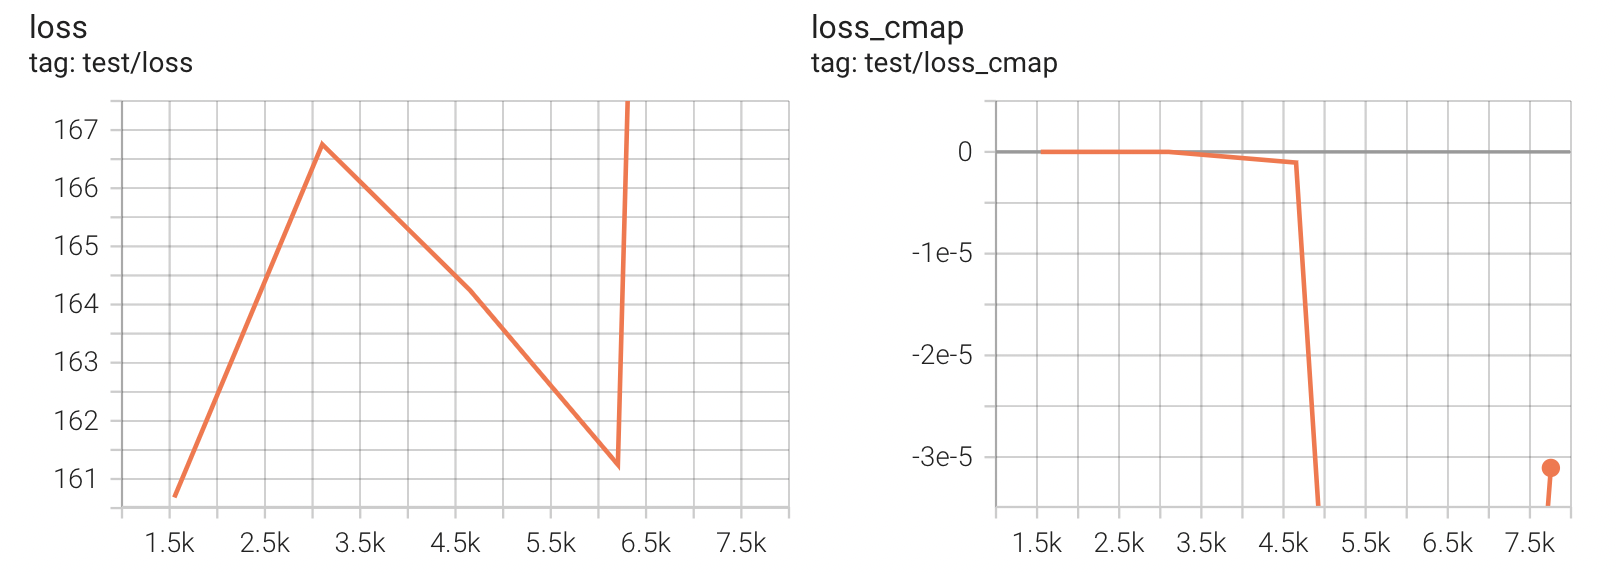 loss
tag: test/loss
167
166
165
164
163
162
161
1.5k 2.5k 3.5k 4.5k 5.5k 6.5k 7.5k
loss_cmap
tag: test/loss_cmap
0
-1e-5
-2e-5
-3e-5
1.5k 2.5k 3.5k 4.5k 5.5k 6.5k 7.5k